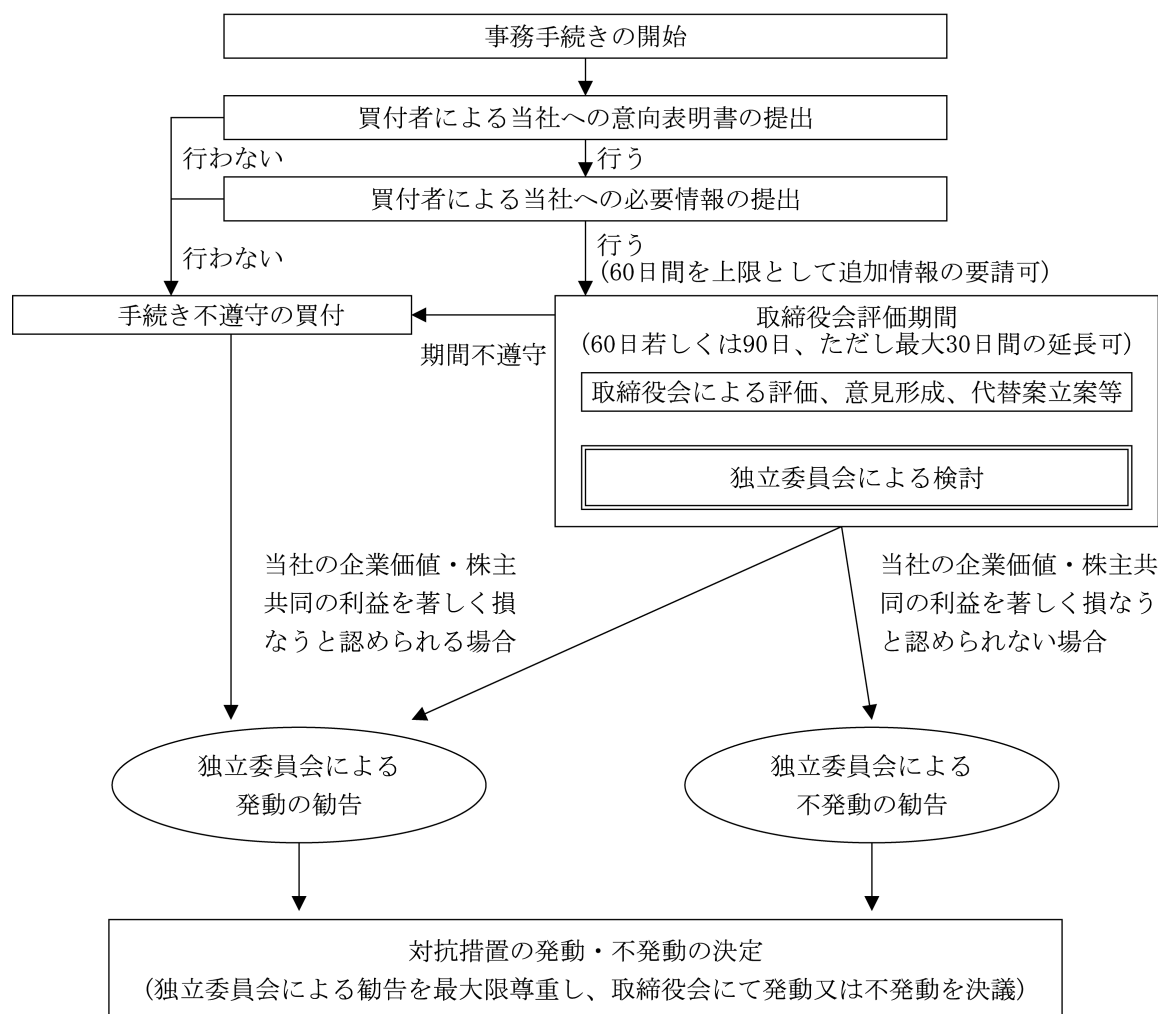 事務手続きの開始
買付者による当社への意向表明書の提出
行わない
行う
買付者による当社への必要情報の提出
行わない
行う
(60日間を上限として追加情報の要請可)
手続き不遵守の買付
期間不遵守
取締役会評価期間
(60日若しくは90日、ただし最大30日間の延長可)
取締役会による評価、意見形成、代替案立案等
独立委員会による検討
当社の企業価値・株主
共同の利益を著しく損
なうと認められる場合
当社の企業価値・株主共
同の利益を著しく損なう
と認められない場合
独立委員会による
発動の勧告
独立委員会による
不発動の勧告
対抗措置の発動・不発動の決定
(独立委員会による勧告を最大限尊重し、取締役会にて発動又は不発動を決議)